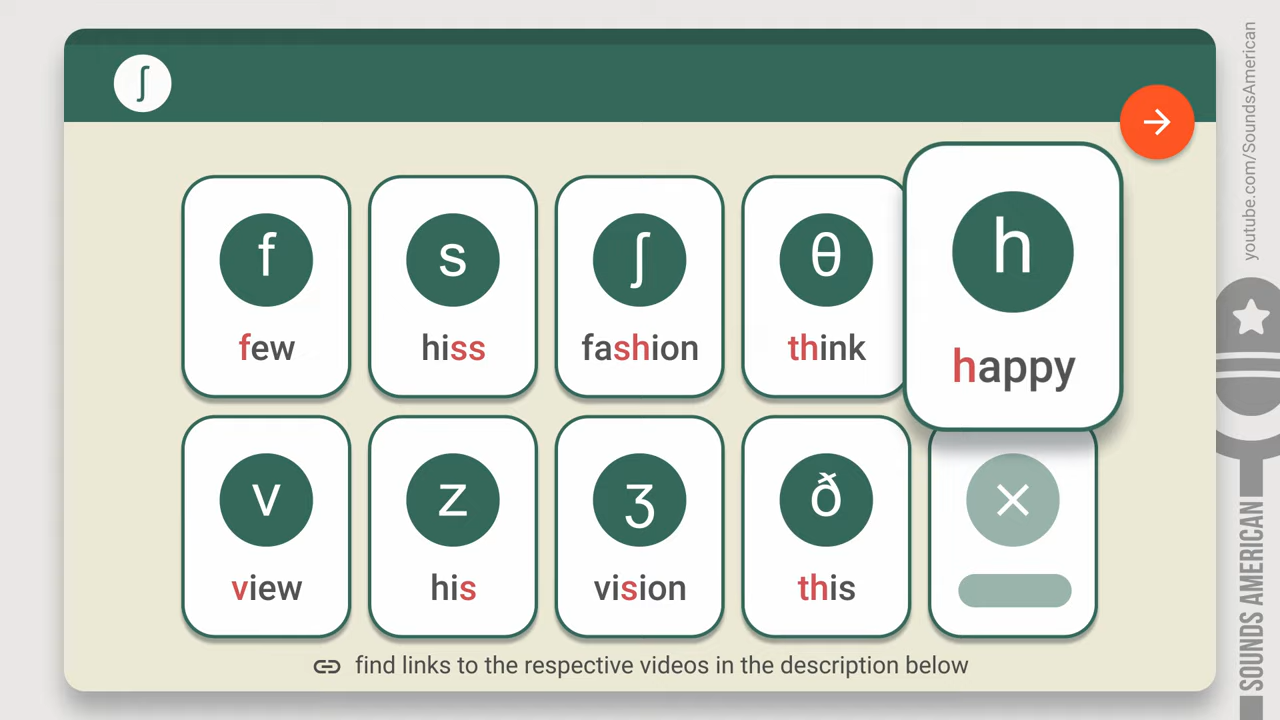 ʃ
f
few
s
hiss
ʃ
fashion
θ
think
h
happy
v
view
z
his
ʒ
vision
ð
this
find links to the respective videos in the description below
youtube.com/SoundsAmerican
SOUNDS AMERICAN